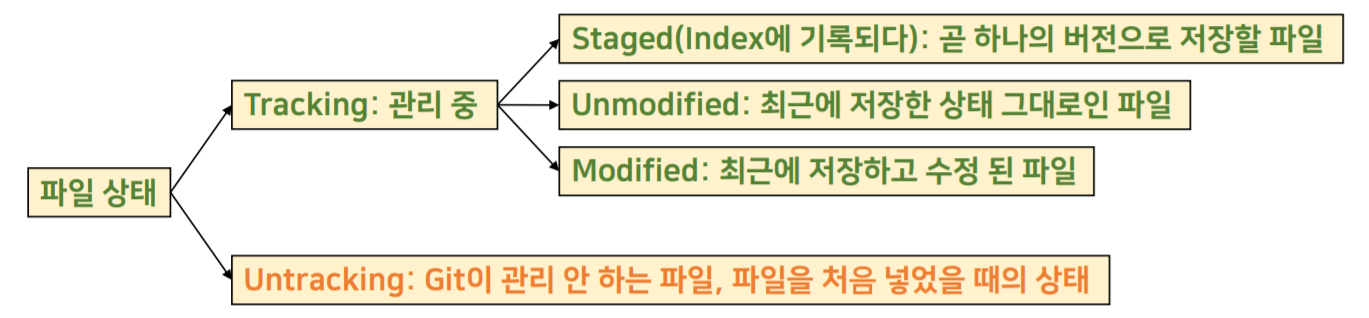 파일 상태
Tracking: 관리 중
Staged(Index에 기록되다): 곧 하나의 버전으로 저장할 파일
Unmodified: 최근에 저장한 상태 그대로인 파일
Modified: 최근에 저장하고 수정 된 파일
Untracking: Git이 관리 안 하는 파일, 파일을 처음 넣었을 때의 상태